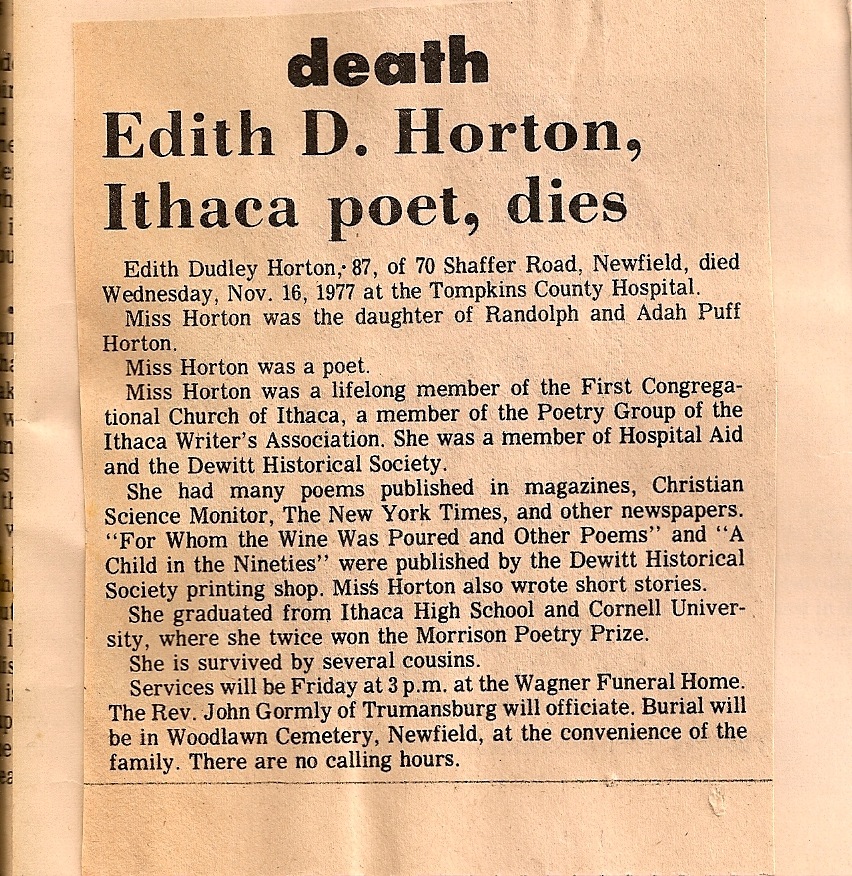 death
Edith D. Horton,
Ithaca poet, dies
Edith Dudley Horton, 87, of 70 Shaffer Road, Newfield, died
Wednesday, Nov. 16, 1977 at the Tompkins County Hospital.
Miss Horton was the daughter of Randolph and Adah Puff
Horton.
Miss Horton was a poet.
Miss Horton was a lifelong member of the First Congrega-
tional Church of Ithaca, a member of the Poetry Group of the
Ithaca Writer's Association. She was a member of Hospital Aid
and the Dewitt Historical Society.
She had many poems published in magazines, Christian
Science Monitor, The New York Times, and other newspapers.
"For Whom the Wine Was Poured and Other Poems" and "A
Child in the Nineties" were published by the Dewitt Historical
Society printing shop. Miss Horton also wrote short stories.
She graduated from Ithaca High School and Cornell Univer-
sity, where she twice won the Morrison Poetry Prize.
She is survived by several cousins.
Services will be Friday at 3 p.m. at the Wagner Funeral Home.
The Rev. John Gormly of Trumansburg will officiate. Burial will
be in Woodlawn Cemetery, Newfield, at the convenience of the
family. There are no calling hours.